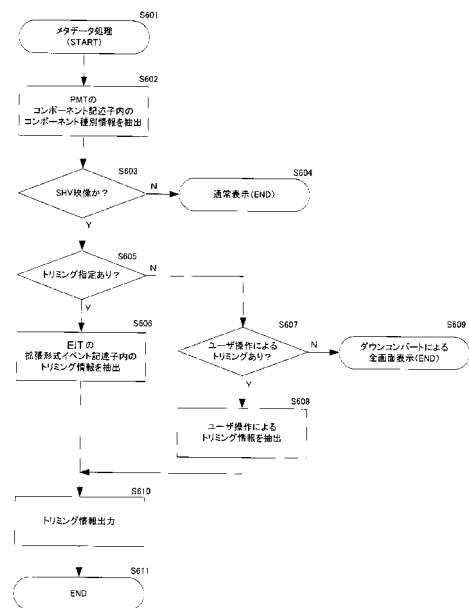 S601
メタデータ処理
(START)
S602
PMTの
コンポーネント記述子内の
コンポーネント種別情報を抽出
S603
SHV映像か？
N
S604
通常表示(END)
Y
S605
トリミング指定あり？
N
Y
S606
EITの
拡張形式イベント記述子内の
トリミング情報を抽出
S607
ユーザ操作による
トリミングあり？
N
S609
ダウンコンバートによる
全画面表示(END)
Y
S608
ユーザ操作による
トリミング情報を抽出
S610
トリミング情報出力
S611
END